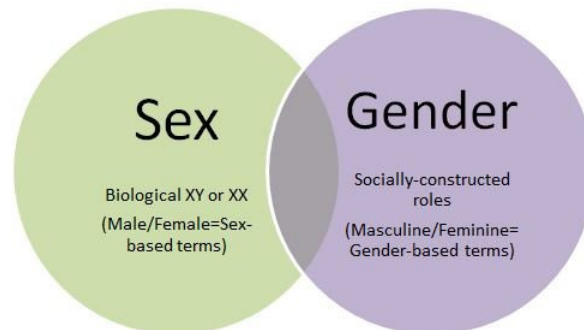 Sex
Biological XY or XX
(Male/Female=Sex-
based terms)
Gender
Socially-constructed
roles
(Masculine/Feminine=
Gender-based terms)